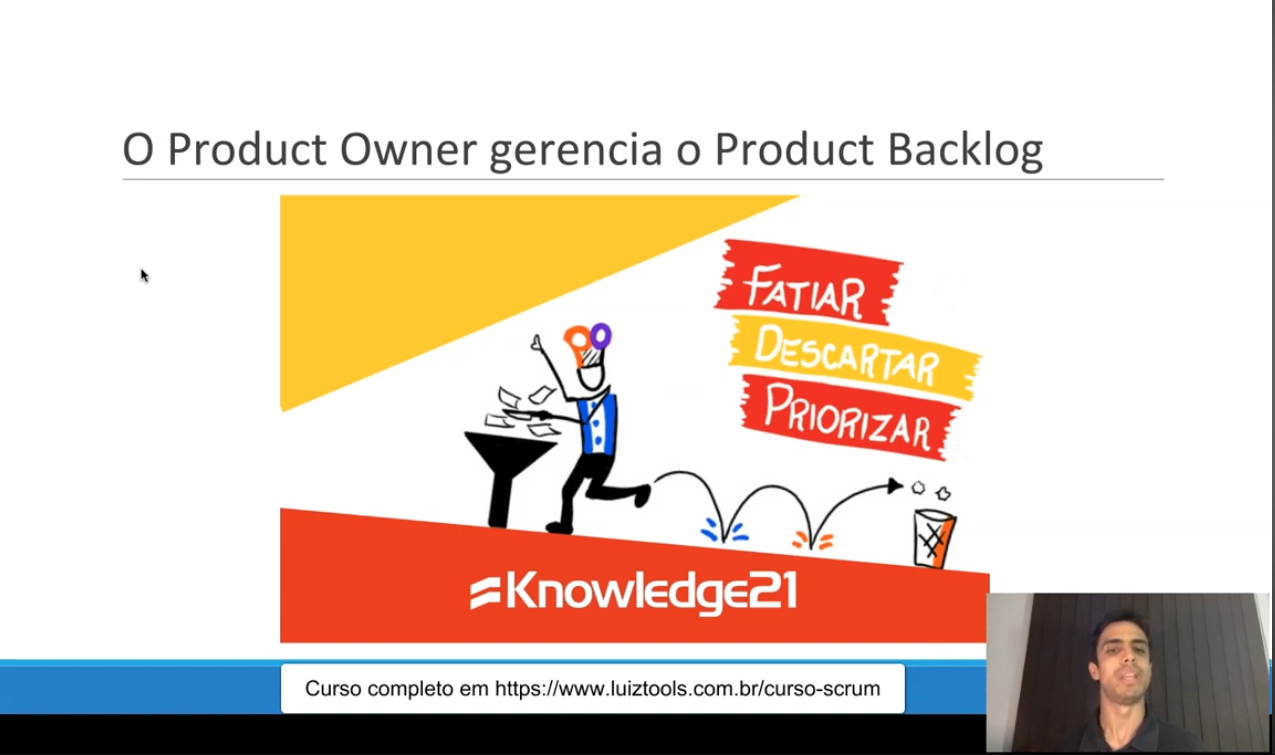 O Product Owner gerencia o Product Backlog
FATIAR
DESCARTAR
PRIORIZAR
Knowledge21
Curso completo em https://www.luiztools.com.br/curso-scrum